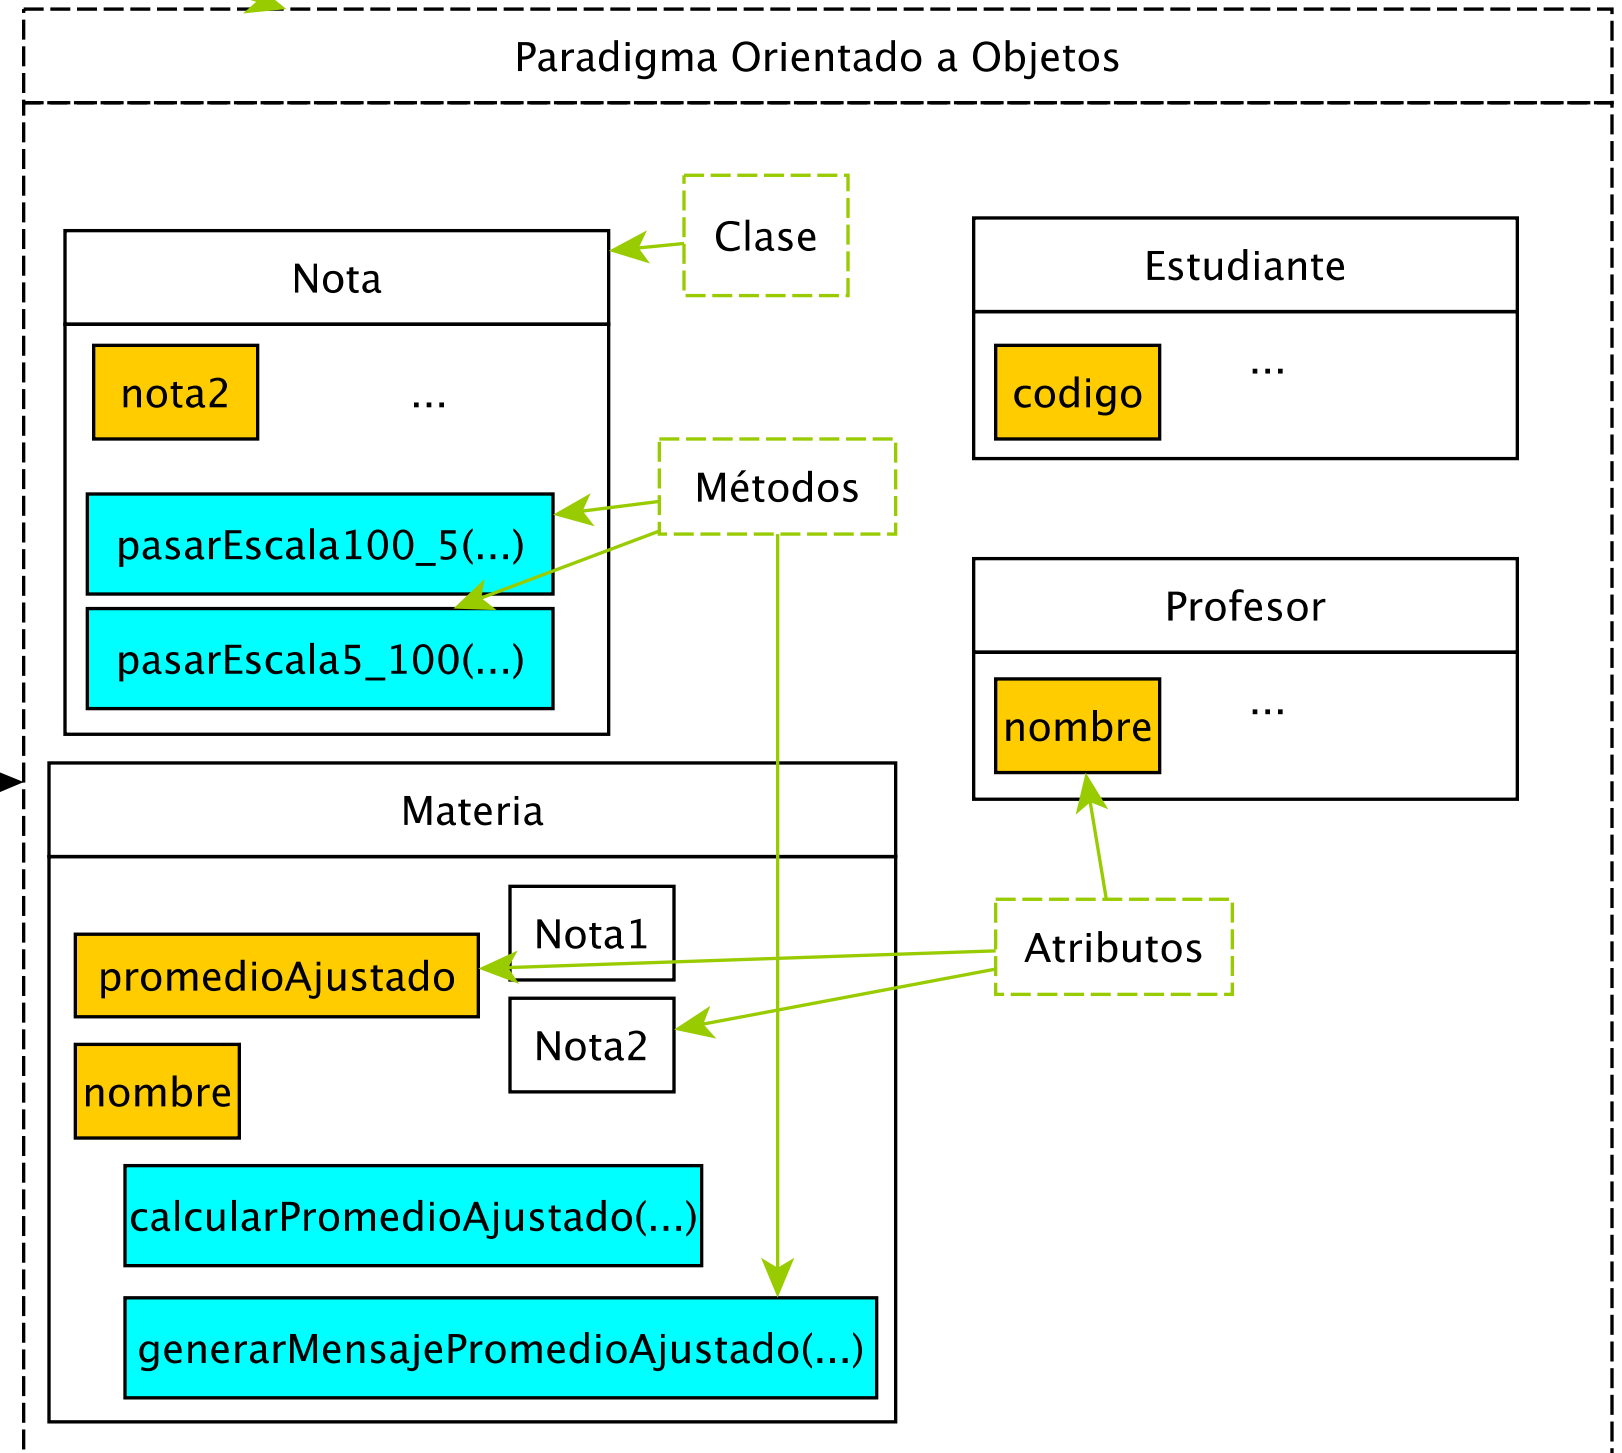 Paradigma Orientado a Objetos
Clase
Nota
nota2
...
Métodos
pasarEscala100_5(...)
pasarEscala5_100(...)
Estudiante
codigo
...
Profesor
nombre
...
Materia
Nota1
promedioAjustado
Nota2
nombre
Atributos
calcularPromedioAjustado(...)
generarMensajePromedioAjustado(...)